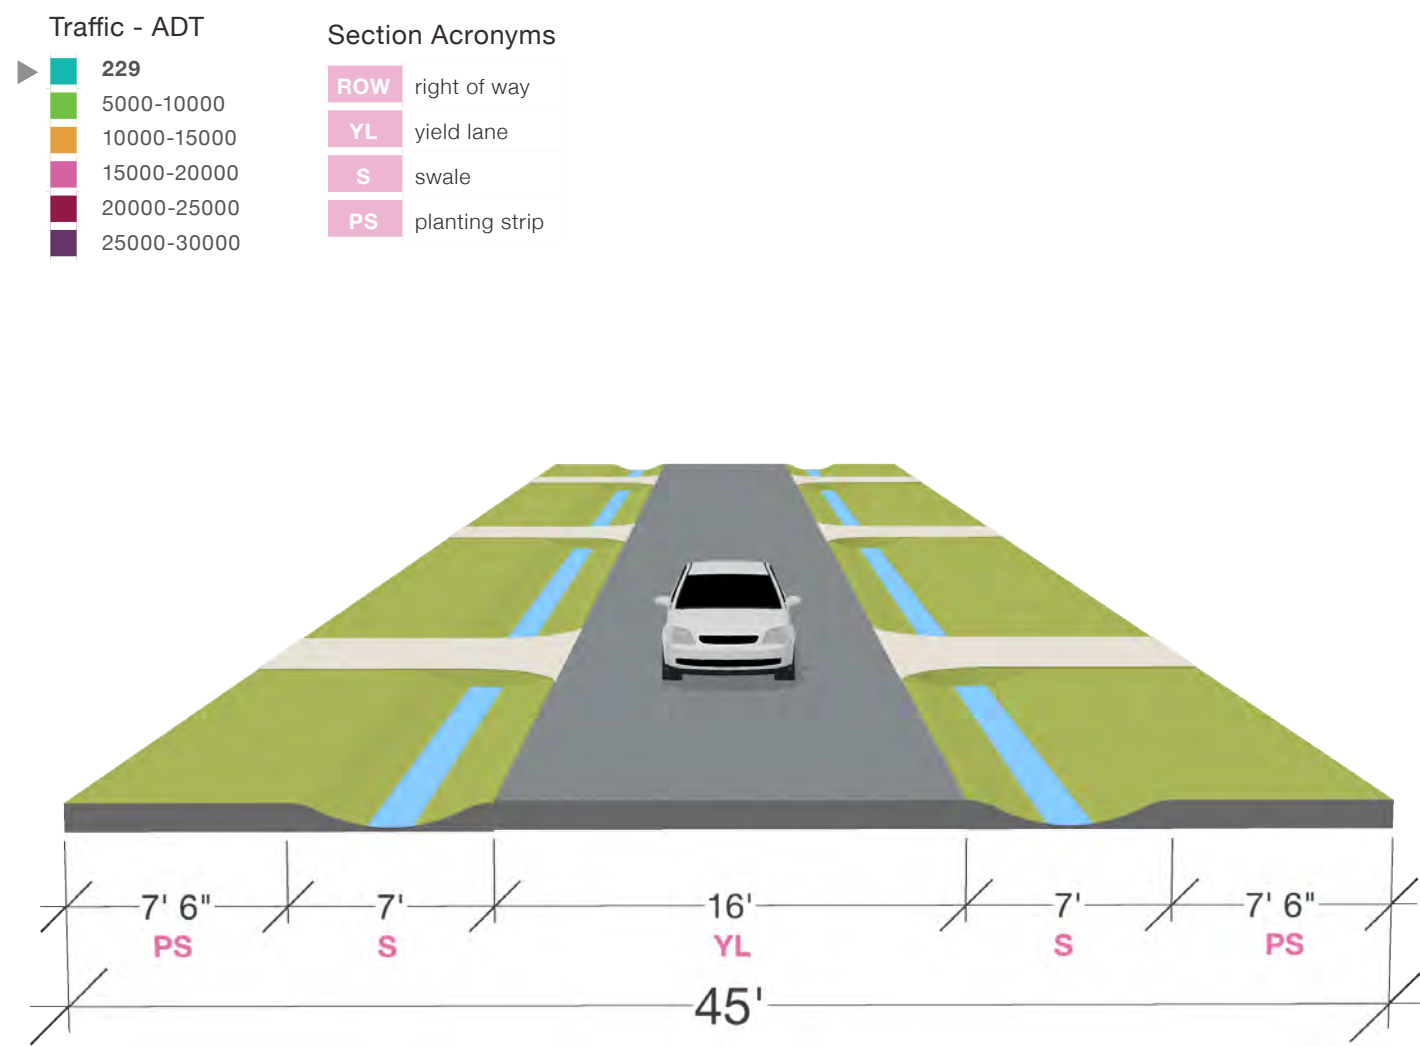 Traffic - ADT
229
5000-10000
10000-15000
15000-20000
20000-25000
25000-30000
Section Acronyms
ROW right of way
YL yield lane
S swale
PS planting strip
7' 6" 7' 16' 7' 7' 6"
PS S YL S PS
45'